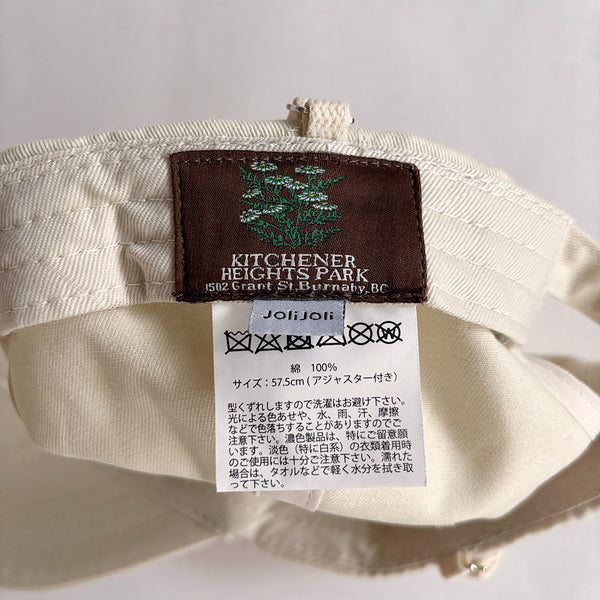 KITCHENER
HEIGHTS PARK
1502 Grant St, Burnaby, BC
JoliJoli
綿 100%
サイズ：57.5cm ( アジャスター付き )
型くずれしますので洗濯はお避け下さい。
光による色あせや、水、雨、汗、摩擦
などで色落ちすることがありますのでご
注意下さい。濃色製品は、特にご留意願
います。淡色（特に白系）の衣類着用時
のご使用には十分ご注意下さい。濡れた
場合は、タオルなどで軽く水分を拭き取
って下さい。